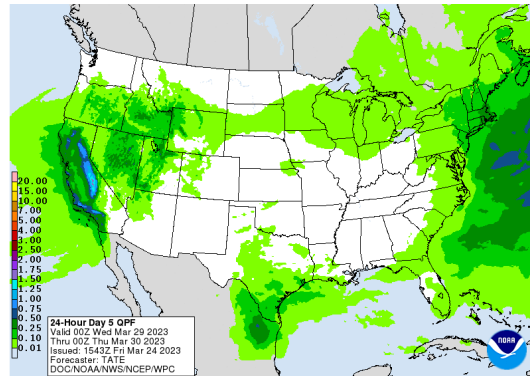 20.00
15.00
10.00
7.00
5.00
4.00
3.00
2.50
2.00
1.75
1.50
1.25
1.00
0.75
0.50
0.25
0.10
0.01
24-Hour Day 5 QPF
Valid 00Z Wed Mar 29 2023
Thru 00Z Thu Mar 30 2023
Issued: 1543Z Fri Mar 24 2023
Forecaster: TATE
DOC/NOAA/NWS/NCEP/WPC
NOAA